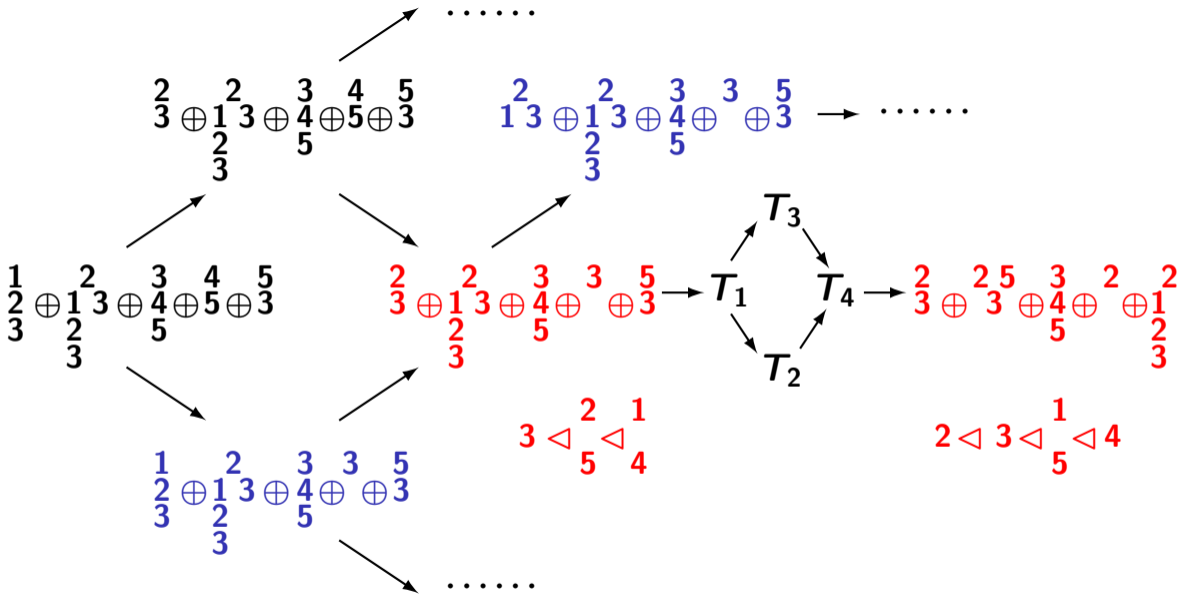 ......
2 2 3 4 5
3 ⊕ 1 3 ⊕ 4 ⊕ 5 ⊕ 3
2 5
3
2 2 3 3 5
1 3 ⊕ 1 3 ⊕ 4 ⊕ ⊕ 3
2 5
3
......
1 2 3 4 5
2 ⊕ 1 3 ⊕ 4 ⊕ 5 ⊕ 3
3 2 5
3
2 2 3 3 5
3 ⊕ 1 3 ⊕ 4 ⊕ ⊕ 3
2 5
3
T3
T1
T4
T2
2 2 5 3 2 2
3 ⊕ 3 ⊕ 4 ⊕ ⊕ 1
5 2
3
2 1
3 ◁ ◁
5 4
1
2 ◁ 3 ◁ ◁ 4
5
1 2 3 3 5
2 ⊕ 1 3 ⊕ 4 ⊕ ⊕ 3
3 2 5
3
......